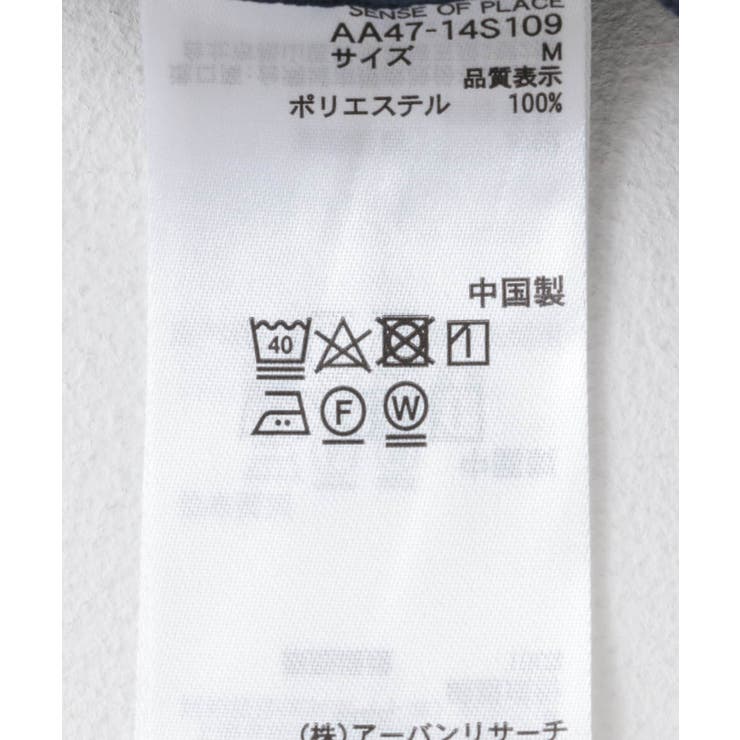 SENSE OF PLACE
AA47-14S109
サイズ M
品質表示
ポリエステル 100%
中国製
40
F W
(株)アーバンリサーチ